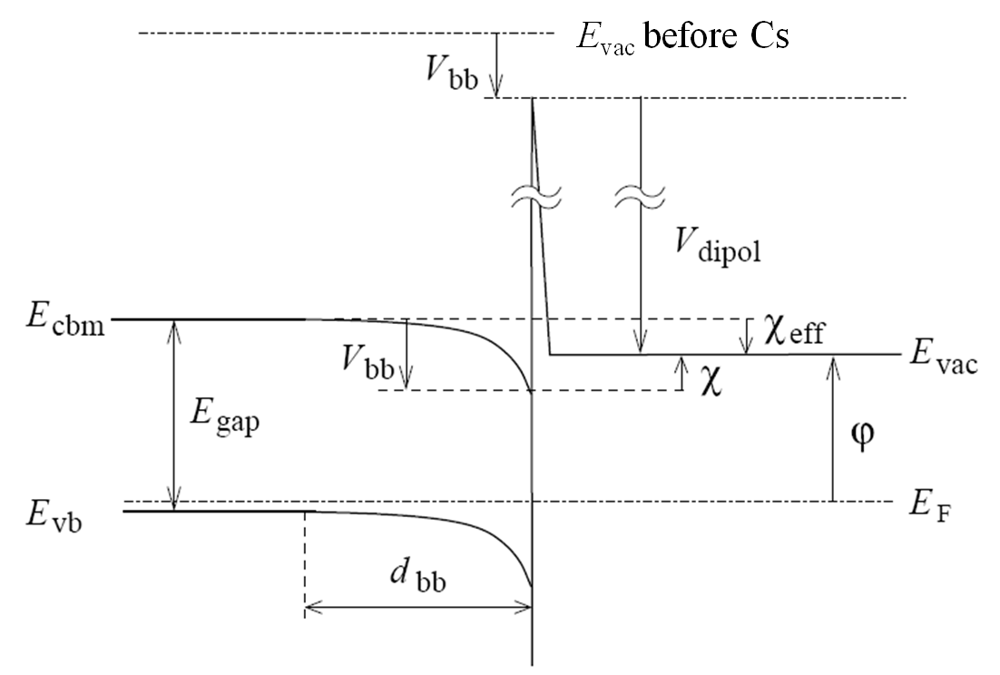 E_vac before Cs
V_bb
V_dipol
E_cbm
χ_eff
V_bb
E_vac
χ
E_gap
φ
E_vb
E_F
d_bb